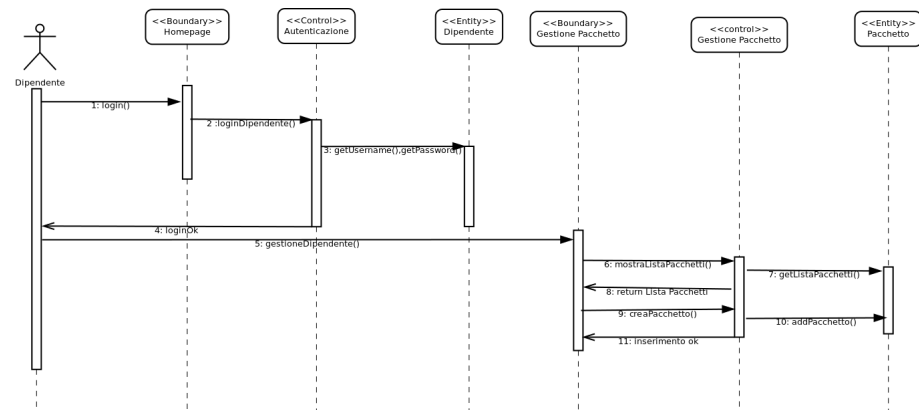 <<Boundary>>
Homepage
<<Control>>
Autenticazione
<<Entity>>
Dipendente
<<Boundary>>
Gestione Pacchetto
<<control>>
Gestione Pacchetto
<<Entity>>
Pacchetto
Dipendente
1: login()
2 :loginDipendente()
3: getUsername(),getPassword()
4: loginOk
5: gestioneDipendente()
6: mostraListaPacchetti()
7: getListaPacchetti()
8: return Lista Pacchetti
9: creaPacchetto()
10: addPacchetto()
11: inserimento ok